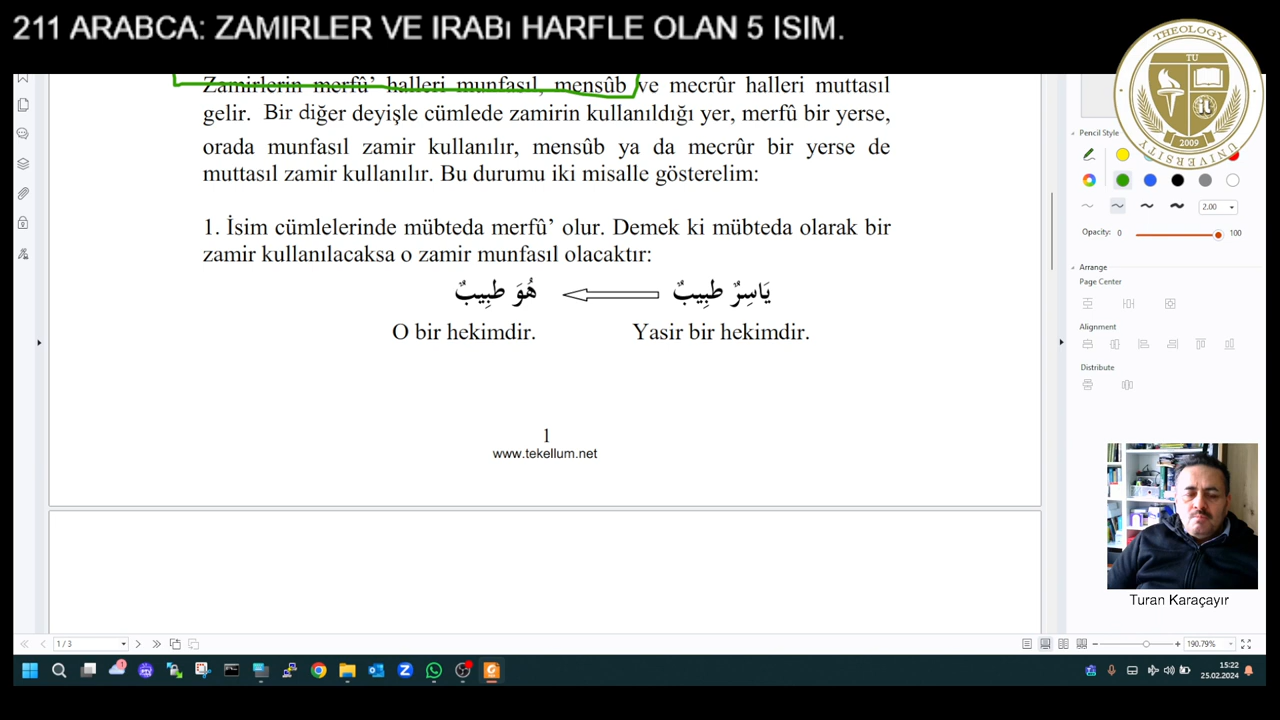 211 ARABCA: ZAMIRLER VE IRABı HARFLE OLAN 5 ISIM.
THEOLOGY
TU
2009
UNIVERSITY
Zamirlerin merfû’ halleri munfasıl, mensûb ve mecrûr halleri muttasıl
gelir. Bir diğer deyişle cümlede zamirin kullanıldığı yer, merfû bir yerse,
orada munfasıl zamir kullanılır, mensûb ya da mecrûr bir yerse de
muttasıl zamir kullanılır. Bu durumu iki misalle gösterelim:
1. İsim cümlelerinde mübteda merfû’ olur. Demek ki mübteda olarak bir
zamir kullanılacaksa o zamir munfasıl olacaktır:
يَاسِرٌ طبِيبٌ
هُوَ طبِيبٌ
O bir hekimdir. Yasir bir hekimdir.
1
www.tekellum.net
Pencil Style
2.00
Opacity: 0 100
Arrange
Page Center
Alignment
Distribute
Turan Karaçayır
1 / 3
190.79%
15:22
25.02.2024